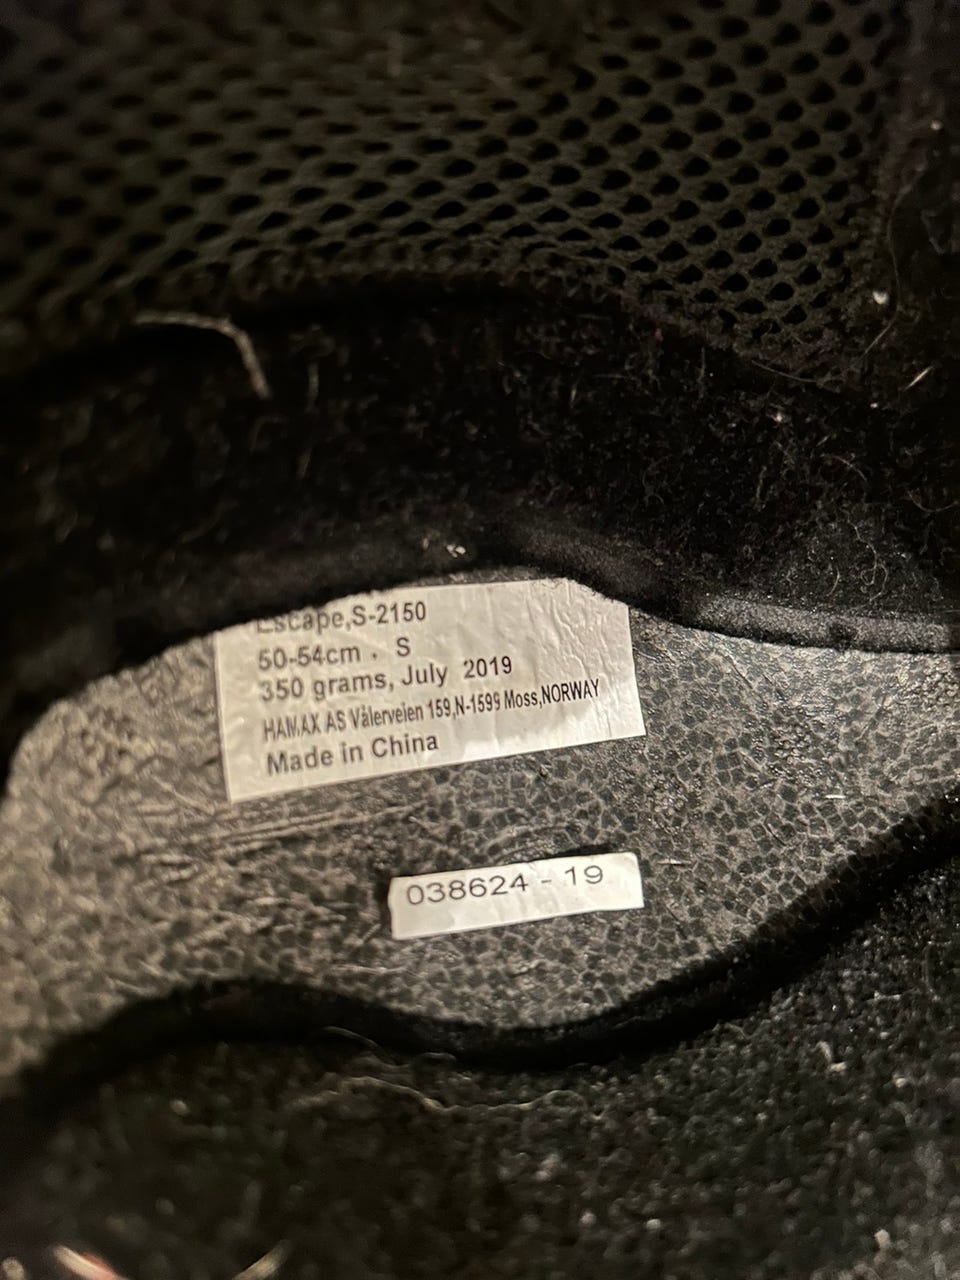 Escape,S-2150
50-54cm . S
350 grams, July 2019
HAMAX AS Vålerveien 159,N-1599 Moss,NORWAY
Made in China
038624 - 19